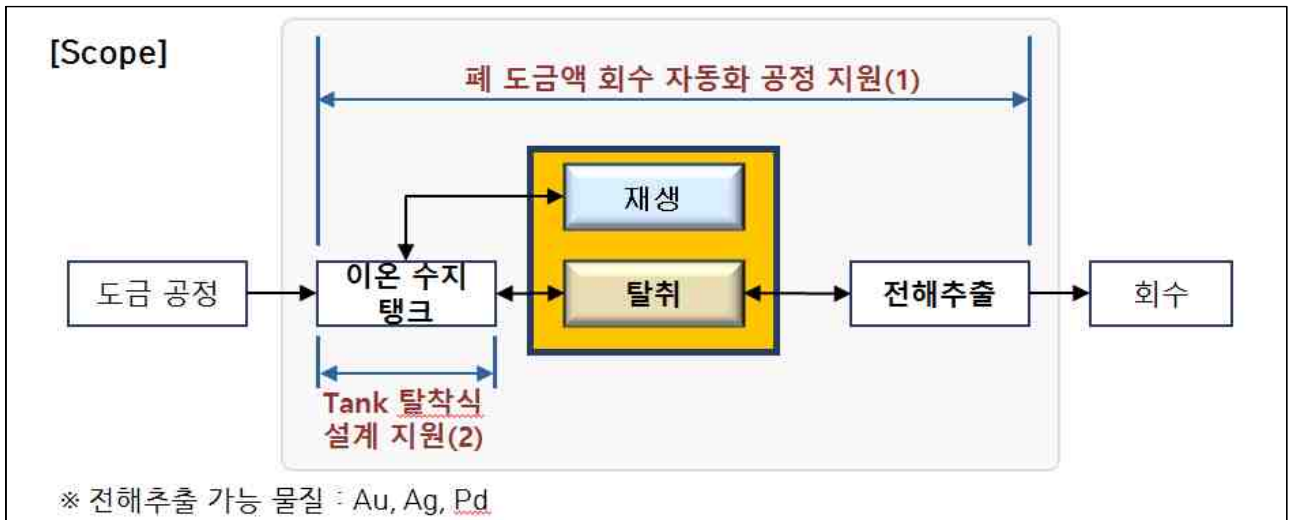 [Scope]
폐 도금액 회수 자동화 공정 지원(1)
재생
도금 공정
이온 수지
탱크
탈취
전해추출
회수
Tank 탈착식
설계 지원(2)
※ 전해추출 가능 물질 : Au, Ag, Pd